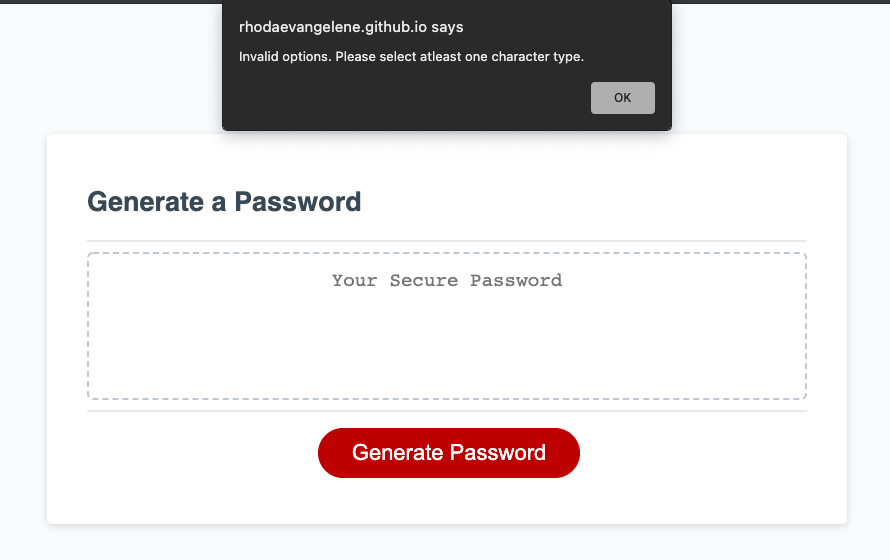 rhodaevangelene.github.io says
Invalid options. Please select atleast one character type.
OK
Generate a Password
Your Secure Password
Generate Password